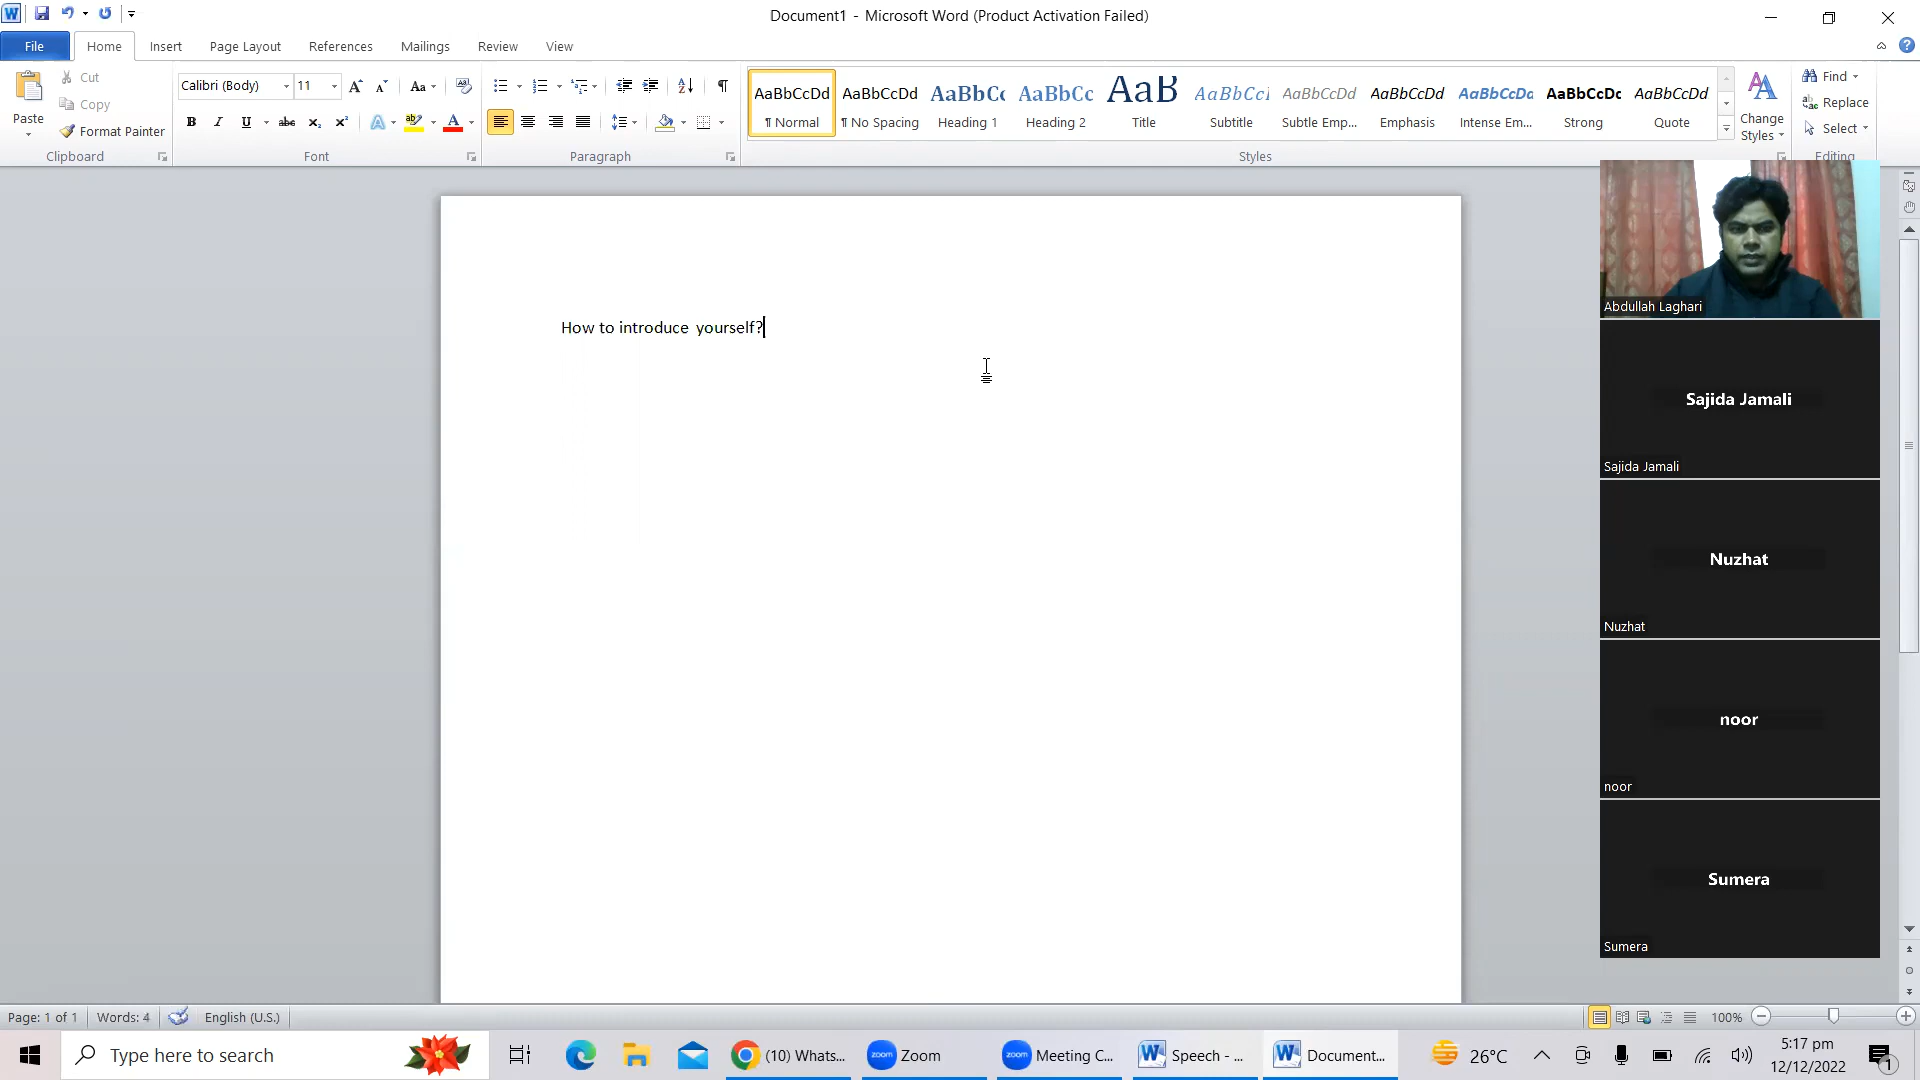 Document1 - Microsoft Word (Product Activation Failed)
File Home Insert Page Layout References Mailings Review View
Calibri (Body) 11
Cut
Copy
Paste
Format Painter
Clipboard
Font
Paragraph
AaBbCcDd AaBbCcDd AaBbCc AaBbCc AaB AaBbCcI AaBbCcDd AaBbCcDd AaBbCcDd AaBbCcDc AaBbCcDd
¶ Normal ¶ No Spacing Heading 1 Heading 2 Title Subtitle Subtle Emp... Emphasis Intense Em... Strong Quote
Styles
Change
Styles
Find
Replace
Select
Editing
How to introduce yourself?
Abdullah Laghari
Sajida Jamali
Sajida Jamali
Nuzhat
Nuzhat
noor
noor
Sumera
Sumera
Page: 1 of 1 Words: 4 English (U.S.) 100%
Type here to search
(10) Whats... Zoom Meeting C... Speech - ... Document...
26°C
5:17 pm
12/12/2022
1